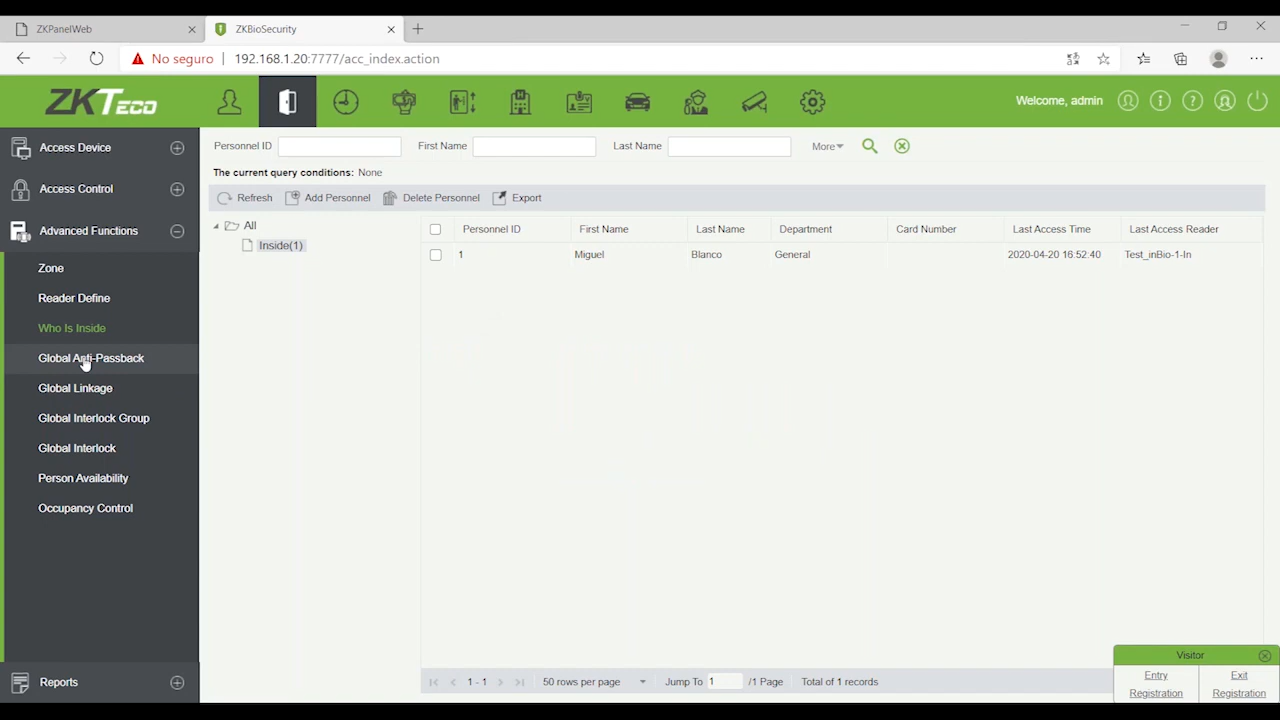 ZKPanelWeb
ZKBioSecurity
No seguro
192.168.1.20:7777/acc_index.action
ZKTeco
Welcome, admin
Access Device
Access Control
Advanced Functions
Zone
Reader Define
Who Is Inside
Global Anti-Passback
Global Linkage
Global Interlock Group
Global Interlock
Person Availability
Occupancy Control
Reports
Personnel ID First Name Last Name More
The current query conditions: None
Refresh Add Personnel Delete Personnel Export
All
Inside(1)
Personnel ID First Name Last Name Department Card Number Last Access Time Last Access Reader
1 Miguel Blanco General 2020-04-20 16:52:40 Test_inBio-1-In
1 - 1 50 rows per page Jump To 1 /1 Page Total of 1 records
Visitor
Entry Registration
Exit Registration